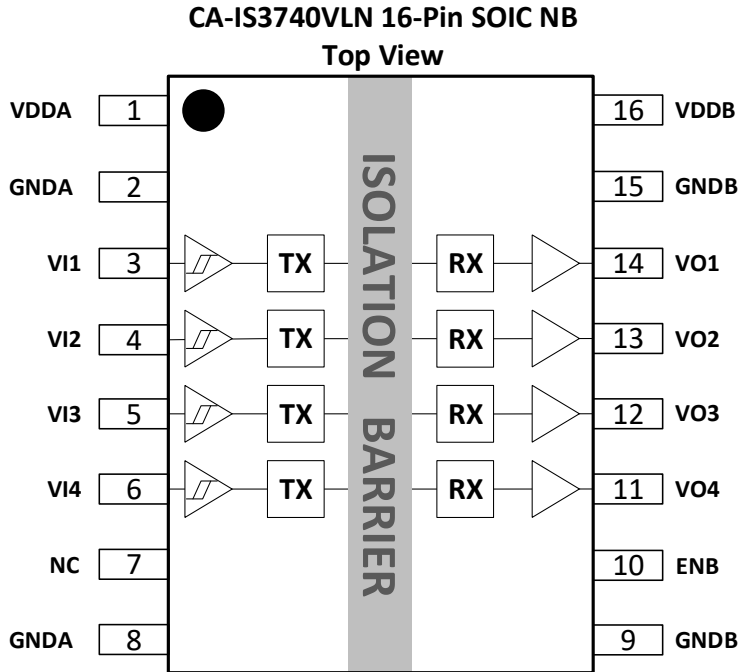 CA-IS3740VLN 16-Pin SOIC NB
Top View
VDDA 1 16 VDDB
GNDA 2 15 GNDB
VI1 3 TX RX 14 VO1
VI2 4 TX RX 13 VO2
VI3 5 TX RX 12 VO3
VI4 6 TX RX 11 VO4
NC 7 10 ENB
GNDA 8 9 GNDB
ISOLATION BARRIER